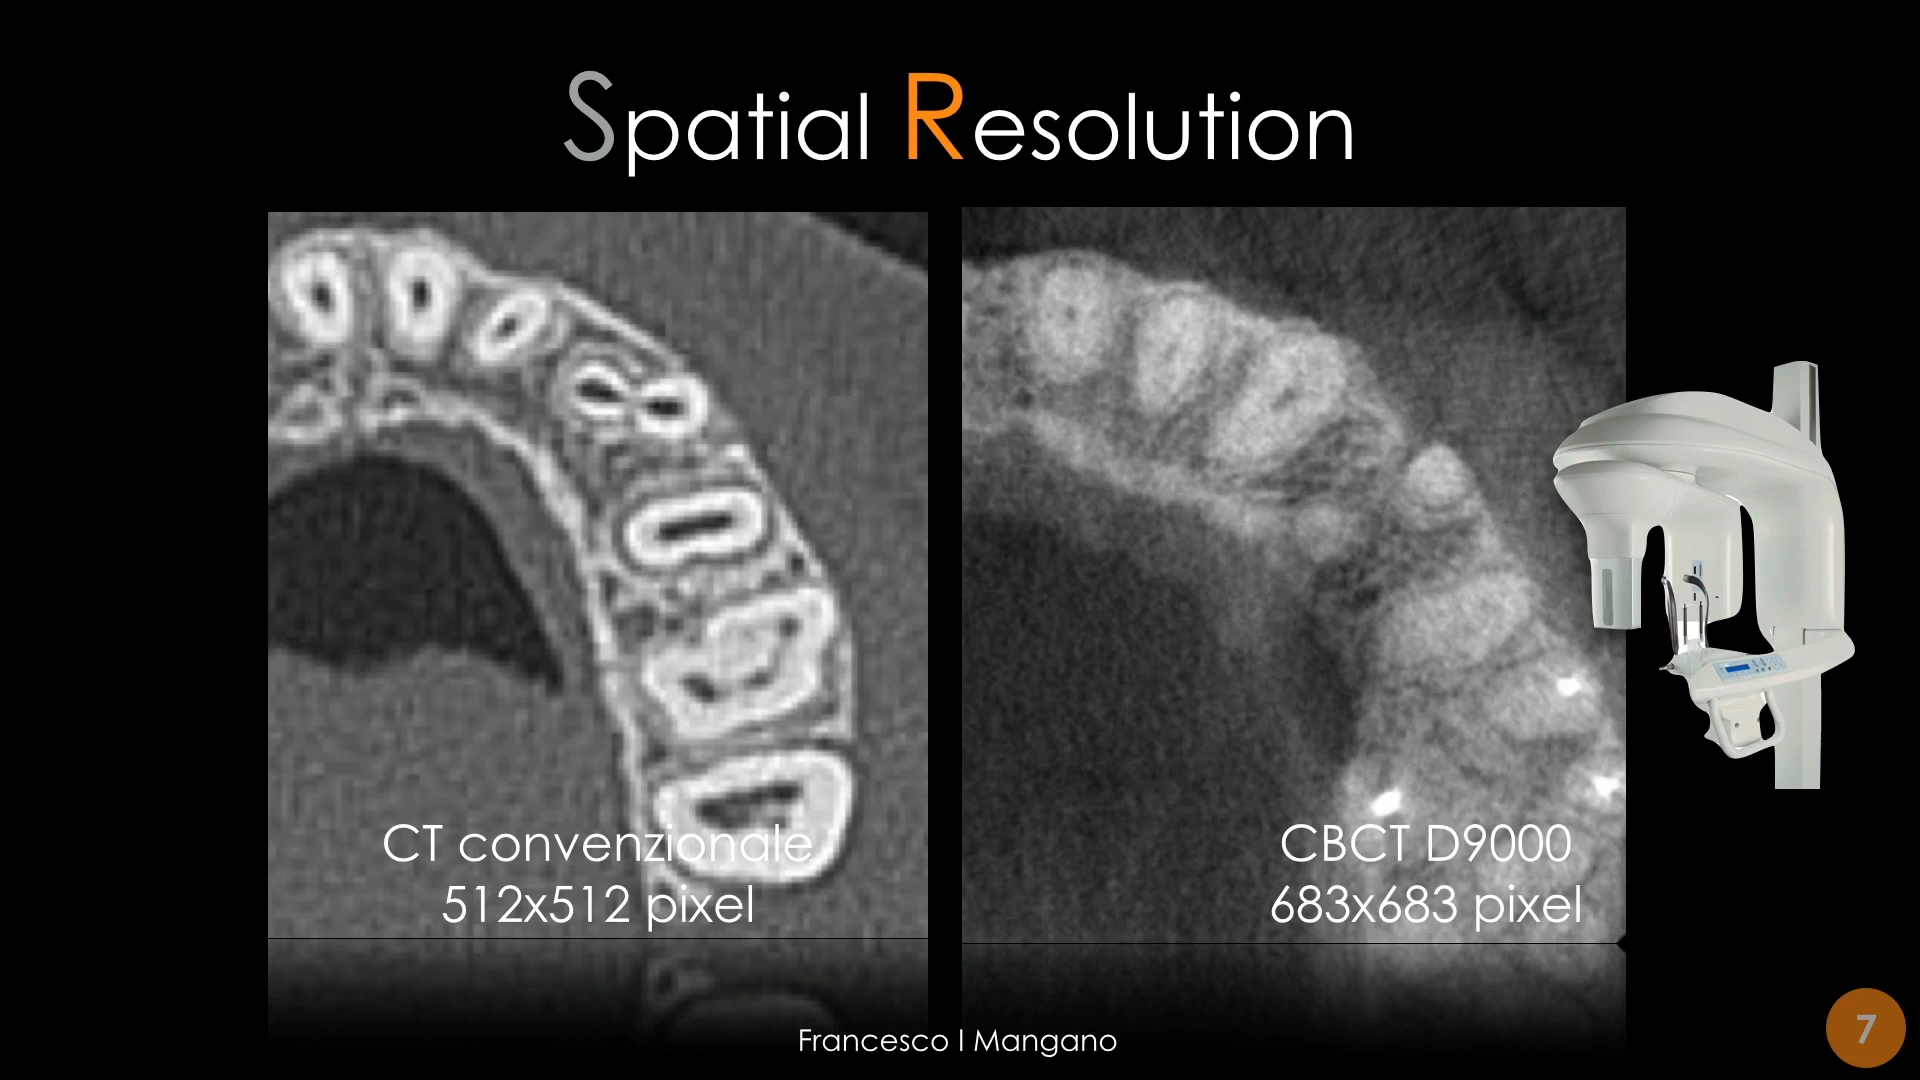 Spatial Resolution
CT convenzionale
512x512 pixel
CBCT D9000
683x683 pixel
Francesco I Mangano
7